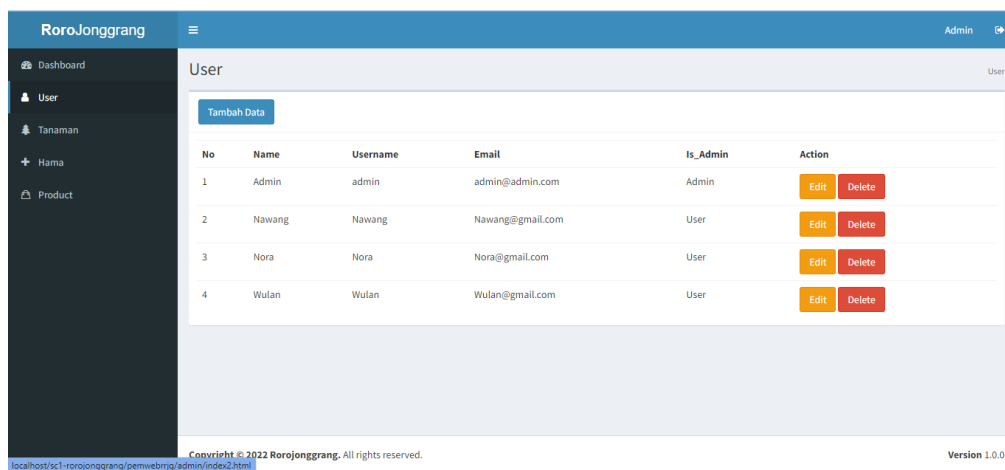 RoroJonggrang
Admin
Dashboard
User
Tanaman
Hama
Product
User
User
Tambah Data
No Name Username Email Is_Admin Action
1 Admin admin admin@admin.com Admin Edit Delete
2 Nawang Nawang Nawang@gmail.com User Edit Delete
3 Nora Nora Nora@gmail.com User Edit Delete
4 Wulan Wulan Wulan@gmail.com User Edit Delete
Copyright © 2022 Rorojonggrang. All rights reserved. Version 1.0.0
localhost/sc1-rorojonggrang/pemwebrrjg/admin/index2.html